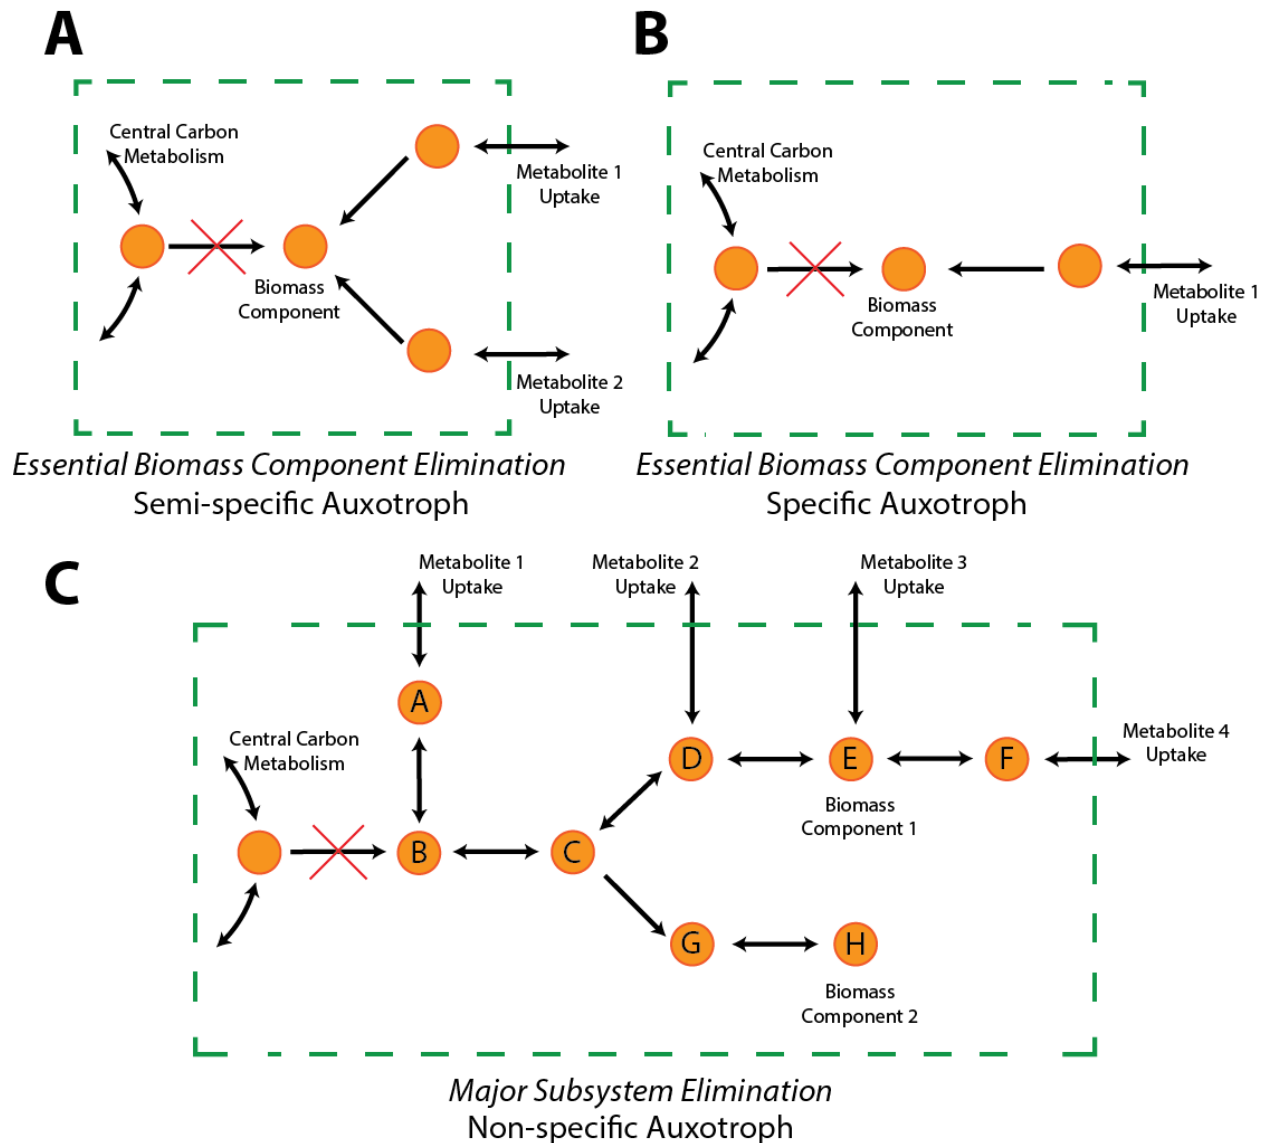 A
Central Carbon
Metabolism
Biomass
Component
Metabolite 1
Uptake
Metabolite 2
Uptake
Essential Biomass Component Elimination
Semi-specific Auxotroph
B
Central Carbon
Metabolism
Biomass
Component
Metabolite 1
Uptake
Essential Biomass Component Elimination
Specific Auxotroph
C
Metabolite 1
Uptake
Metabolite 2
Uptake
Metabolite 3
Uptake
A
Central Carbon
Metabolism
D
E
F
Metabolite 4
Uptake
Biomass
Component 1
B
C
G
H
Biomass
Component 2
Major Subsystem Elimination
Non-specific Auxotroph